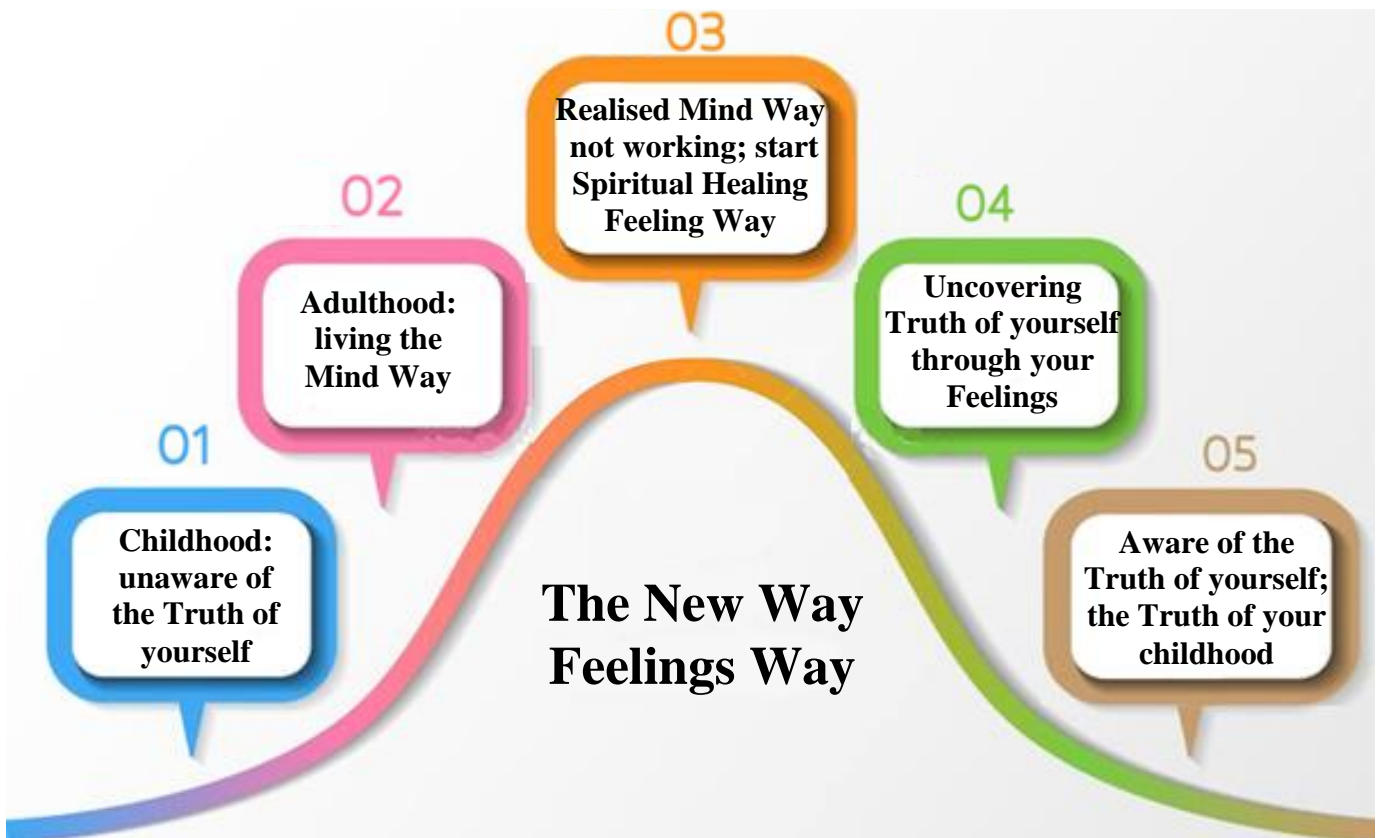 01
Childhood:
unaware of
the Truth of
yourself
02
Adulthood:
living the
Mind Way
03
Realised Mind Way
not working; start
Spiritual Healing
Feeling Way
04
Uncovering
Truth of yourself
through your
Feelings
05
Aware of the
Truth of yourself;
the Truth of your
childhood
The New Way
Feelings Way